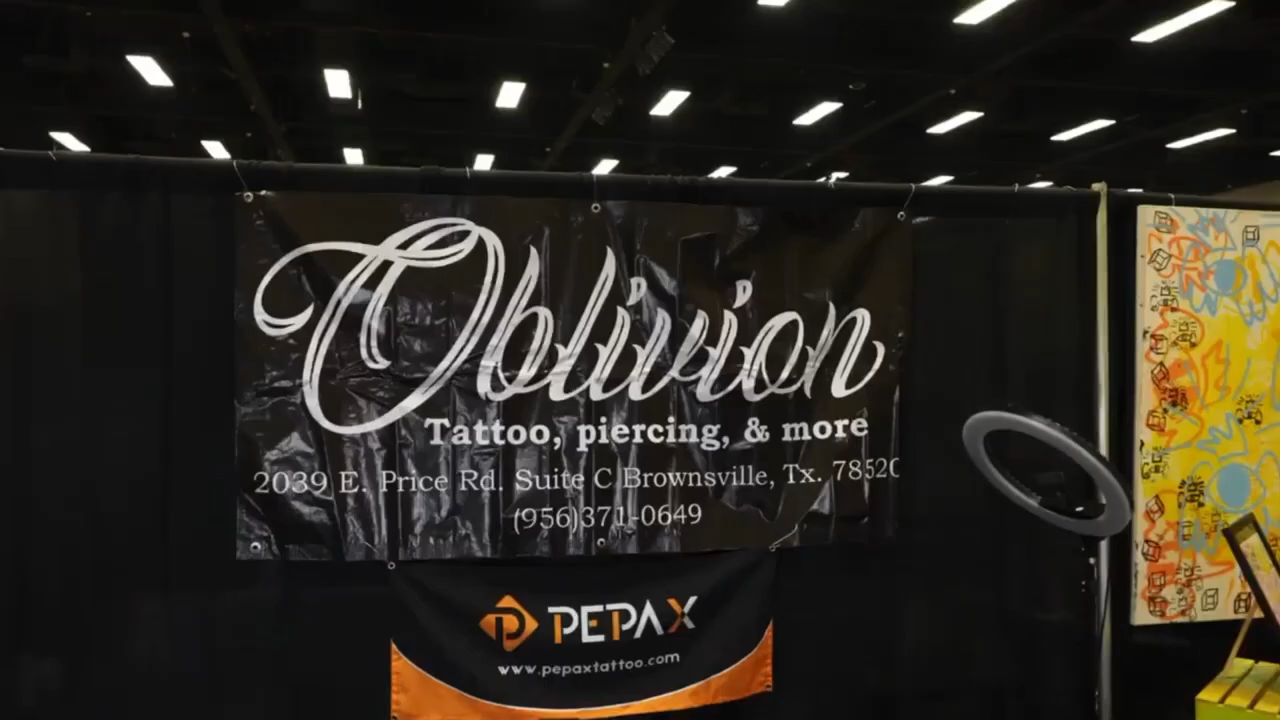 Oblivion
Tattoo, piercing, & more
2039 E. Price Rd. Suite C Brownsville, Tx. 78520
(956)371-0649
PEPAX
www.pepaxtattoo.com